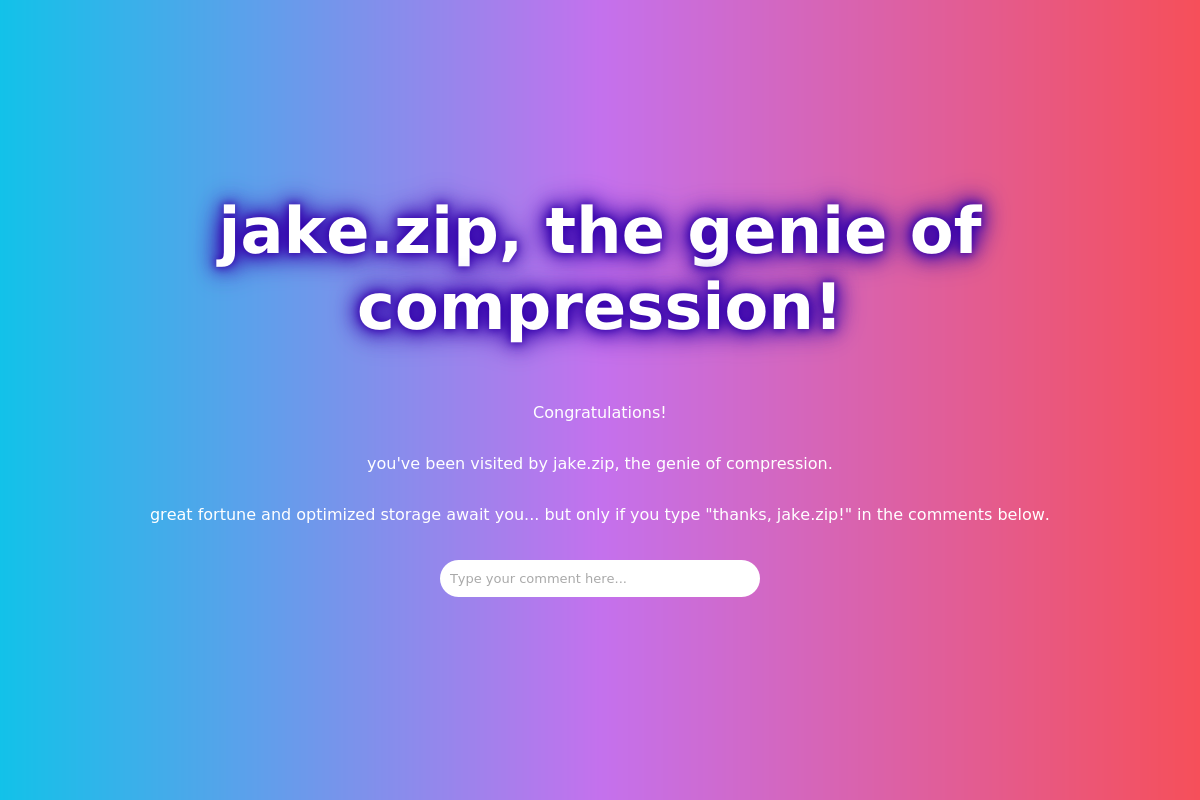 jake.zip, the genie of
compression!
Congratulations!
you've been visited by jake.zip, the genie of compression.
great fortune and optimized storage await you... but only if you type "thanks, jake.zip!" in the comments below.
Type your comment here...